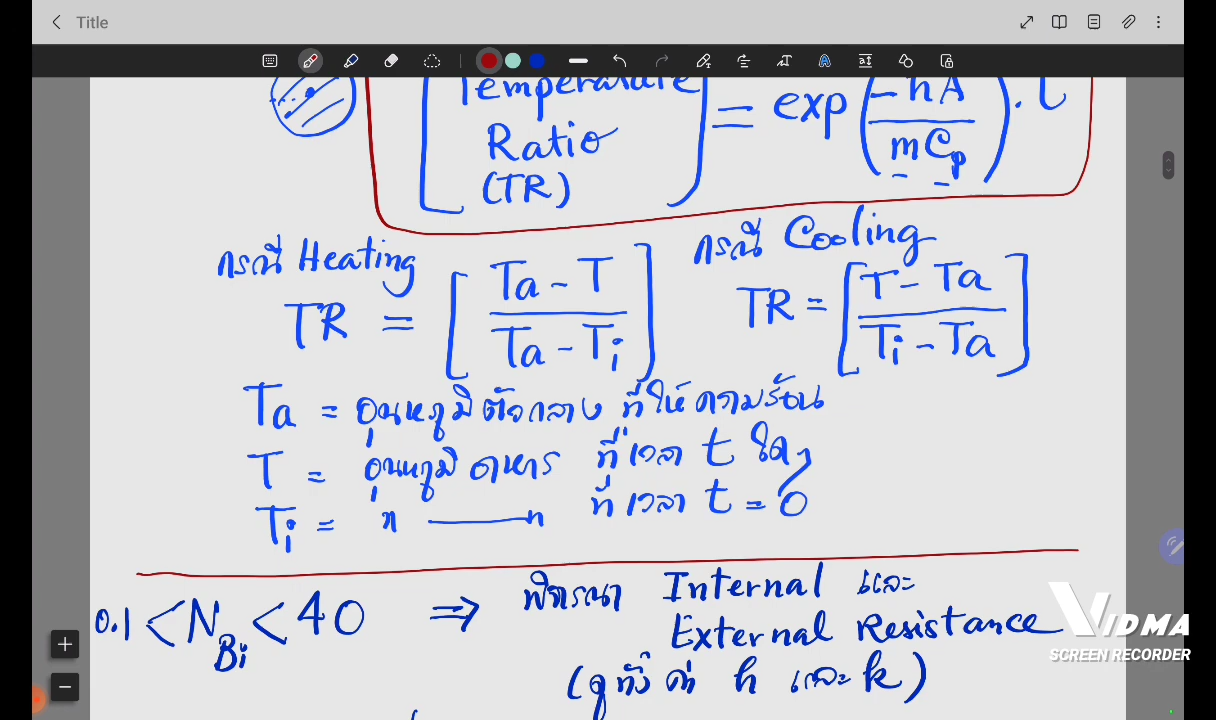 Title
Temperature
Ratio
(TR)
= exp (-hA / mCp) . t
กรณี Heating
TR = [Ta - T / Ta - Ti]
กรณี Cooling
TR = [T - Ta / Ti - Ta]
Ta = อุณหภูมิตัวกลาง ที่ให้ความร้อน
T = อุณหภูมิ อาหาร ที่เวลา t ใดๆ
Ti = " —— " ที่เวลา t = 0
0.1 < NBi < 40 ⇒ พิจารณา Internal และ
External Resistance
(ดูทั้ง ค่า h และ k)
VIDMA
SCREEN RECORDER